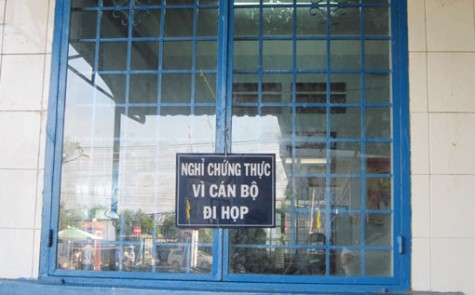 NGHỈ CHỨNG THỰC
VÌ CÁN BỘ
ĐI HỌP